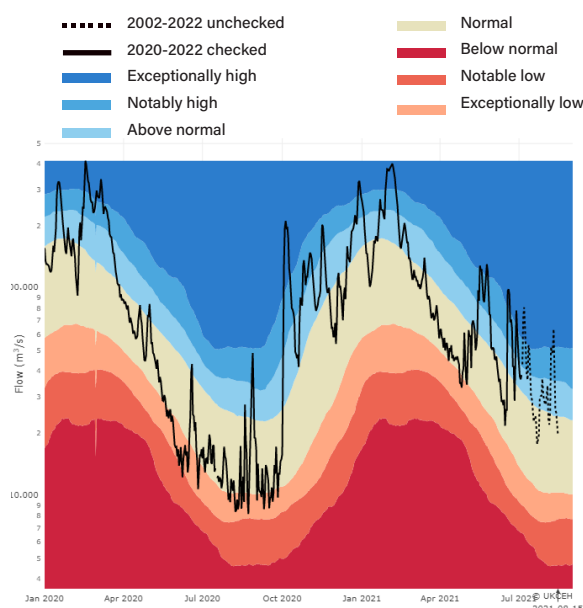 2002-2022 unchecked
2020-2022 checked
Exceptionally high
Notably high
Above normal
Normal
Below normal
Notable low
Exceptionally low
Flow (m³/s)
5
4
3
2
00.000
9
8
7
6
5
4
3
2
10.000
9
8
7
6
5
4
Jan 2020
Apr 2020
Jul 2020
Oct 2020
Jan 2021
Apr 2021
Jul 2021
© UKCEH